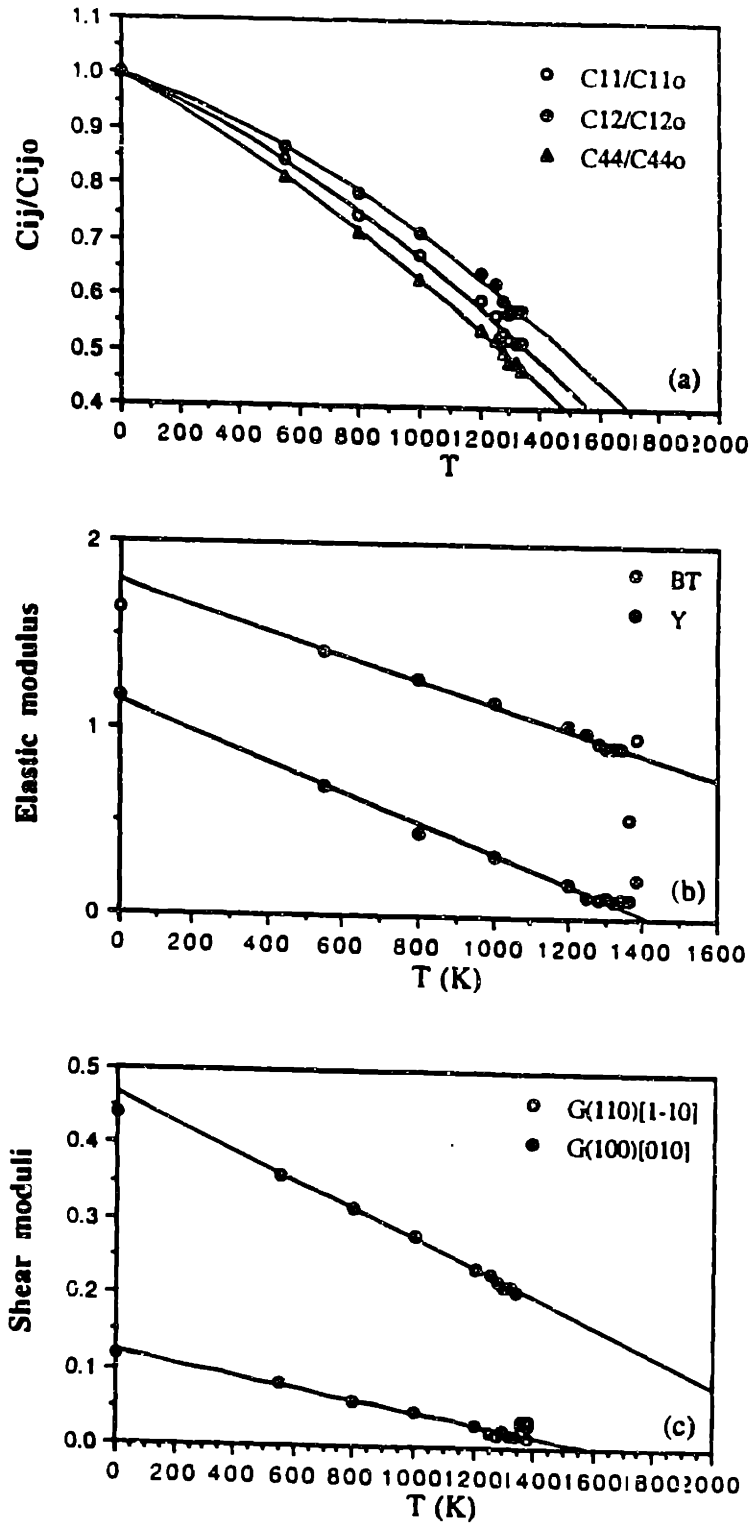 1.1
1.0
0.9
0.8
0.7
0.6
0.5
0.4
Cij/Cijo
C11/C11o
C12/C12o
C44/C44o
(a)
0 200 400 600 800 1000 1200 1400 1600 1800 2000
T
2
1
0
Elastic modulus
BT
Y
(b)
0 200 400 600 800 1000 1200 1400 1600
T (K)
0.5
0.4
0.3
0.2
0.1
0.0
Shear moduli
G(110)[1-10]
G(100)[010]
(c)
0 200 400 600 800 1000 1200 1400 1600 1800 2000
T (K)